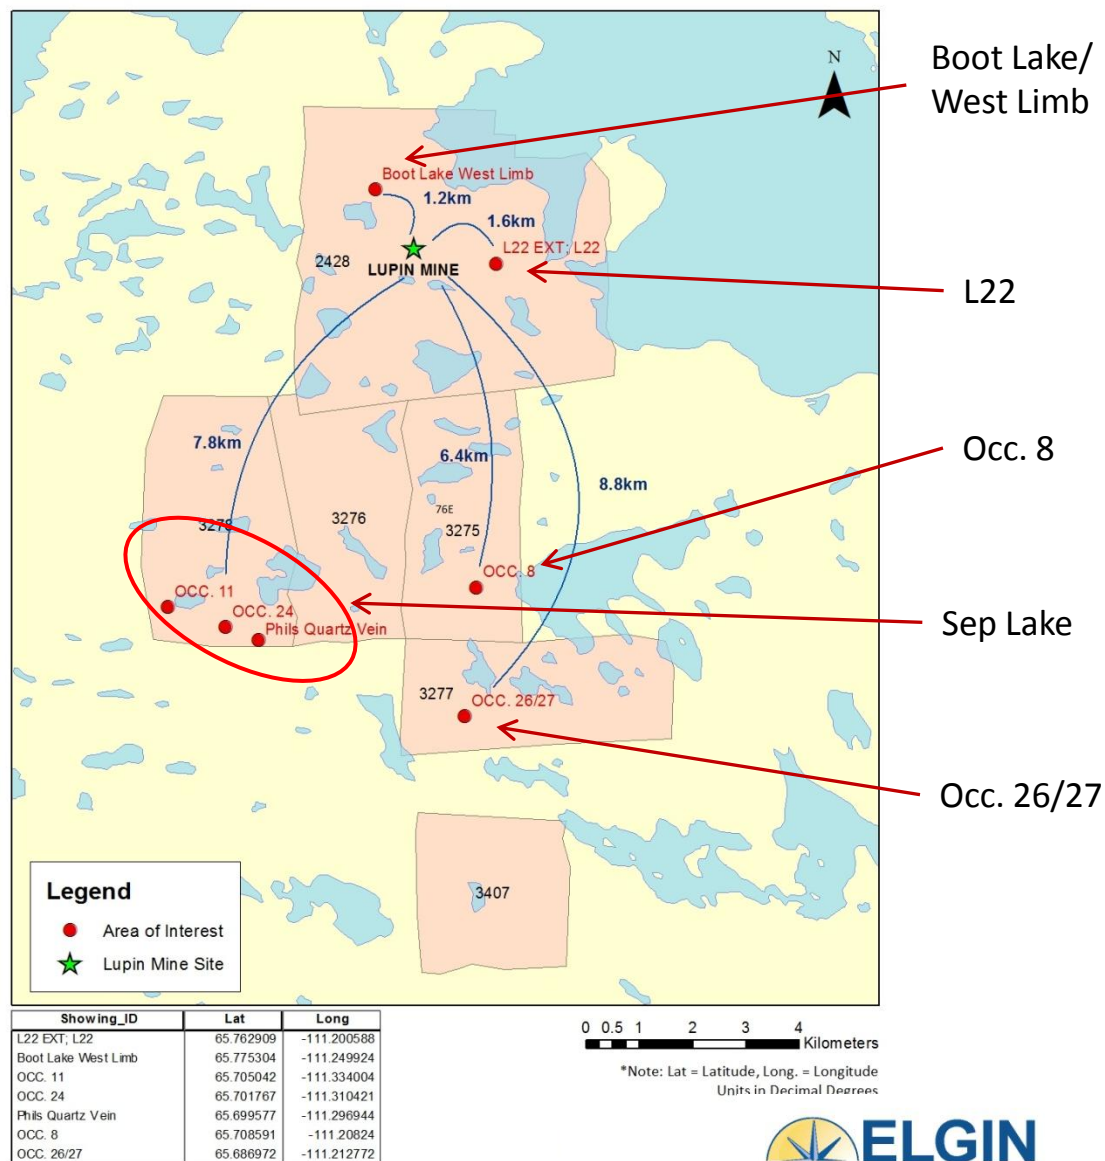 N
Boot Lake/
West Limb
Boot Lake West Limb
1.2km
1.6km
L22 EXT; L22
2428
LUPIN MINE
L22
7.8km
6.4km
8.8km
Occ. 8
3278
3276
76E
3275
OCC. 8
OCC. 11
OCC. 24
Phils Quartz Vein
Sep Lake
3277
OCC. 26/27
Occ. 26/27
3407
Legend
Area of Interest
Lupin Mine Site
Showing_ID Lat Long
L22 EXT; L22 65.762909 -111.200588
Boot Lake West Limb 65.775304 -111.249924
OCC. 11 65.705042 -111.334004
OCC. 24 65.701767 -111.310421
Phils Quartz Vein 65.699577 -111.296944
OCC. 8 65.708591 -111.20824
OCC. 26/27 65.686972 -111.212772
0 0.5 1 2 3 4
Kilometers
*Note: Lat = Latitude, Long. = Longitude
Units in Decimal Degrees
ELGIN